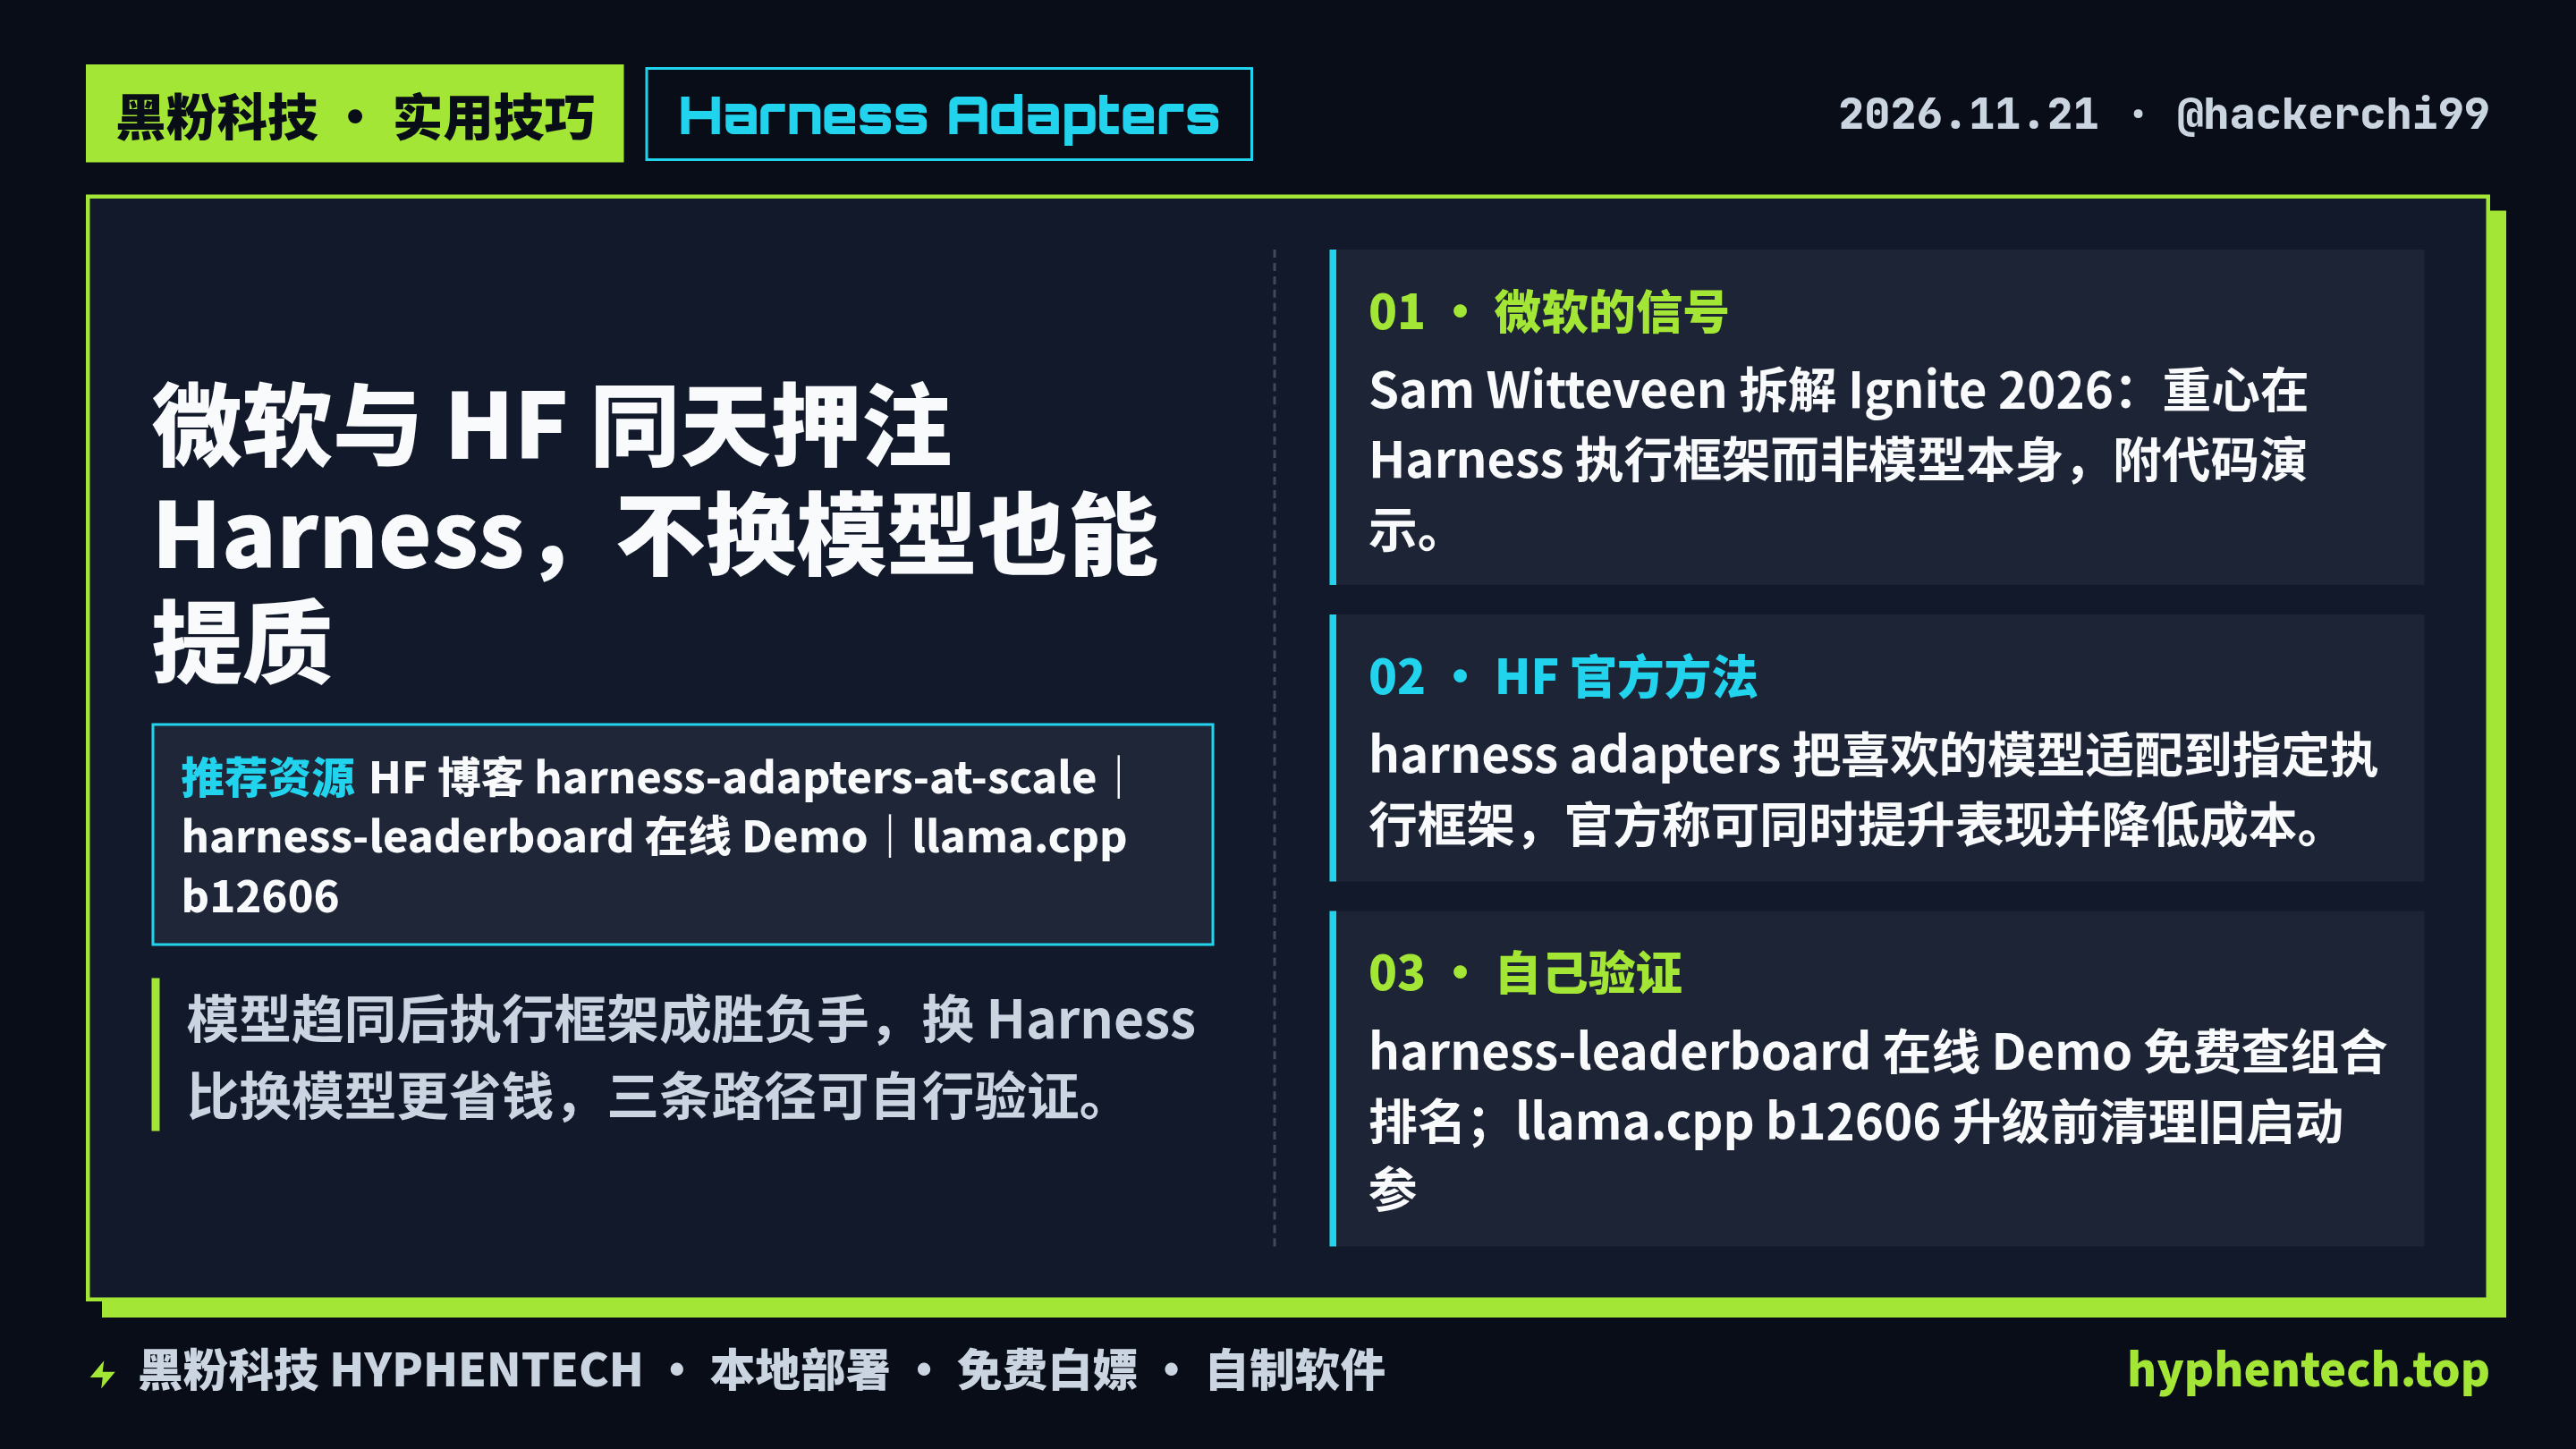 黑粉科技 · 实用技巧
Harness Adapters
2026.11.21 · @hackerchi99
微软与 HF 同天押注
Harness，不换模型也能
提质
推荐资源 HF 博客 harness-adapters-at-scale｜
harness-leaderboard 在线 Demo｜llama.cpp
b12606
模型趋同后执行框架成胜负手，换 Harness
比换模型更省钱，三条路径可自行验证。
01 · 微软的信号
Sam Witteveen 拆解 Ignite 2026：重心在
Harness 执行框架而非模型本身，附代码演
示。
02 · HF 官方方法
harness adapters 把喜欢的模型适配到指定执
行框架，官方称可同时提升表现并降低成本。
03 · 自己验证
harness-leaderboard 在线 Demo 免费查组合
排名；llama.cpp b12606 升级前清理旧启动
参
黑粉科技 HYPHENTECH · 本地部署 · 免费白嫖 · 自制软件
hyphentech.top